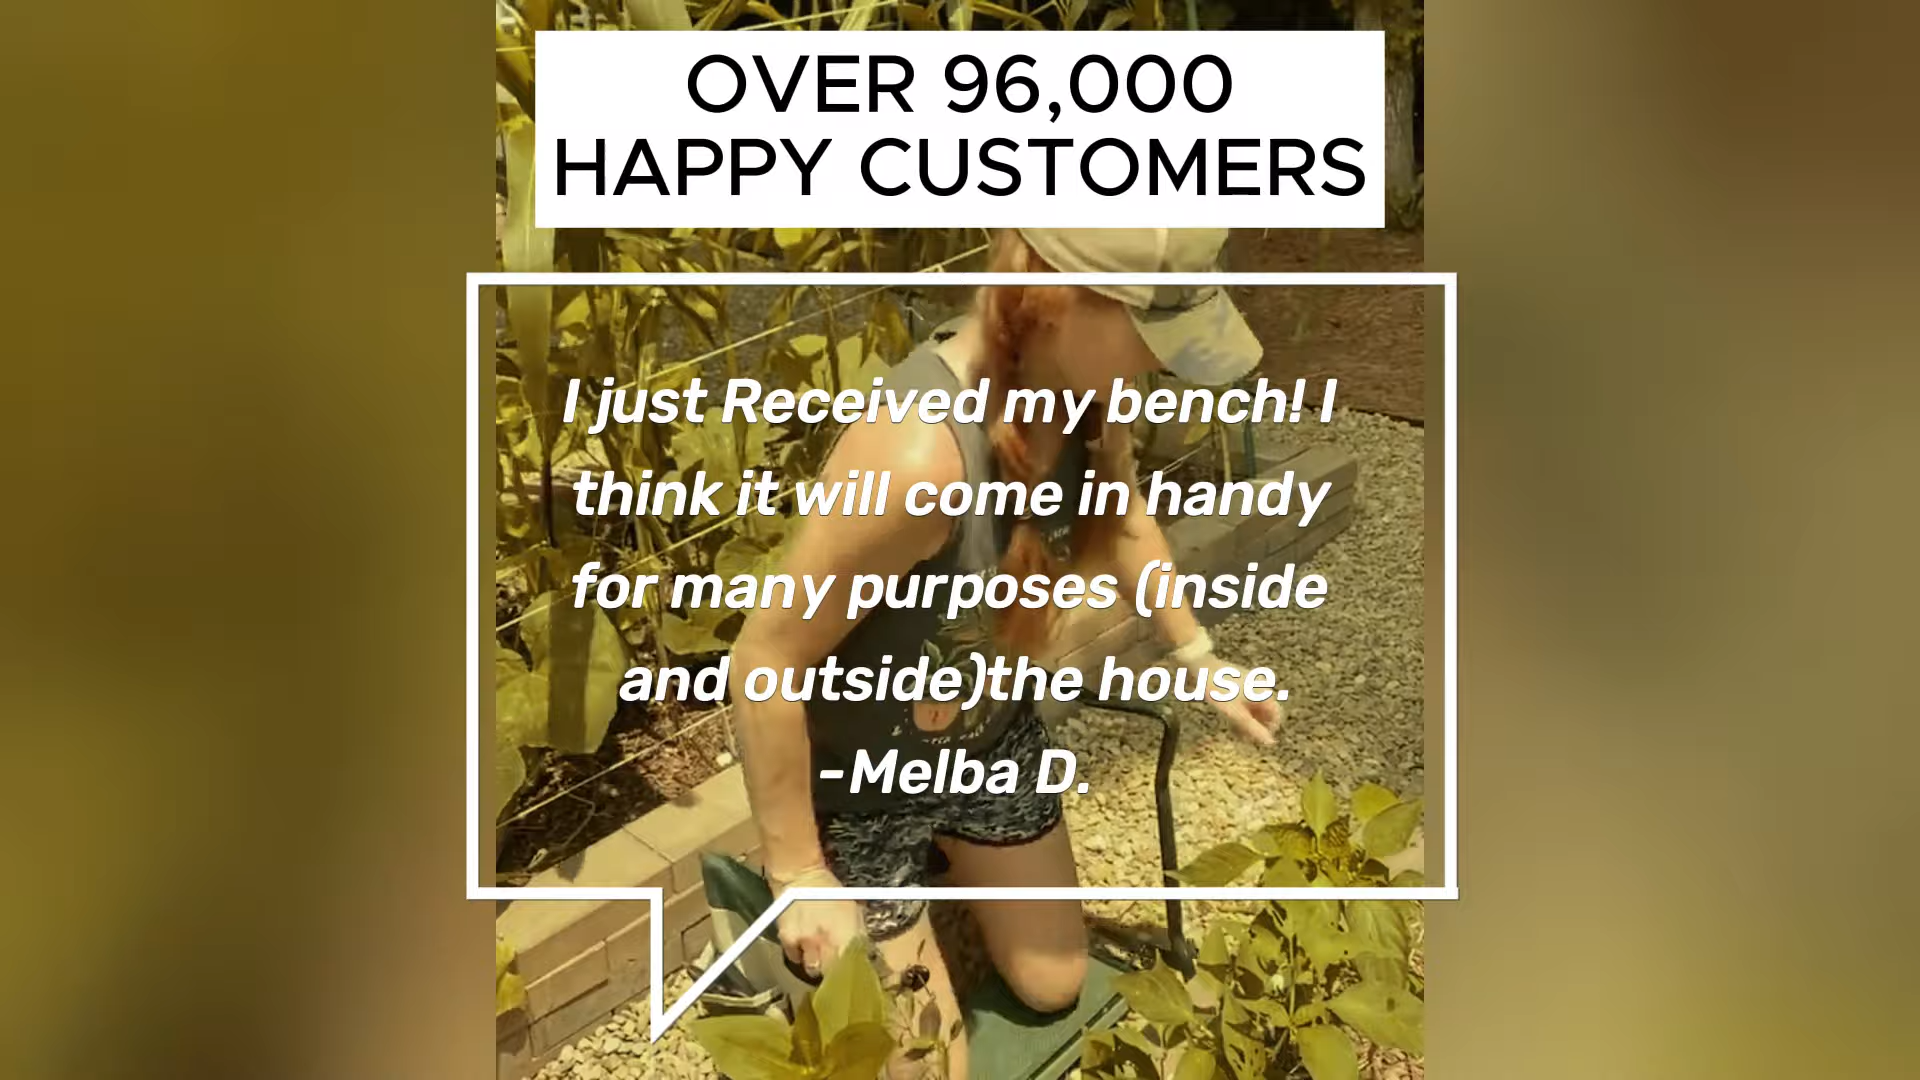 OVER 96,000
HAPPY CUSTOMERS
I just Received my bench! I
think it will come in handy
for many purposes (inside
and outside)the house.
-Melba D.